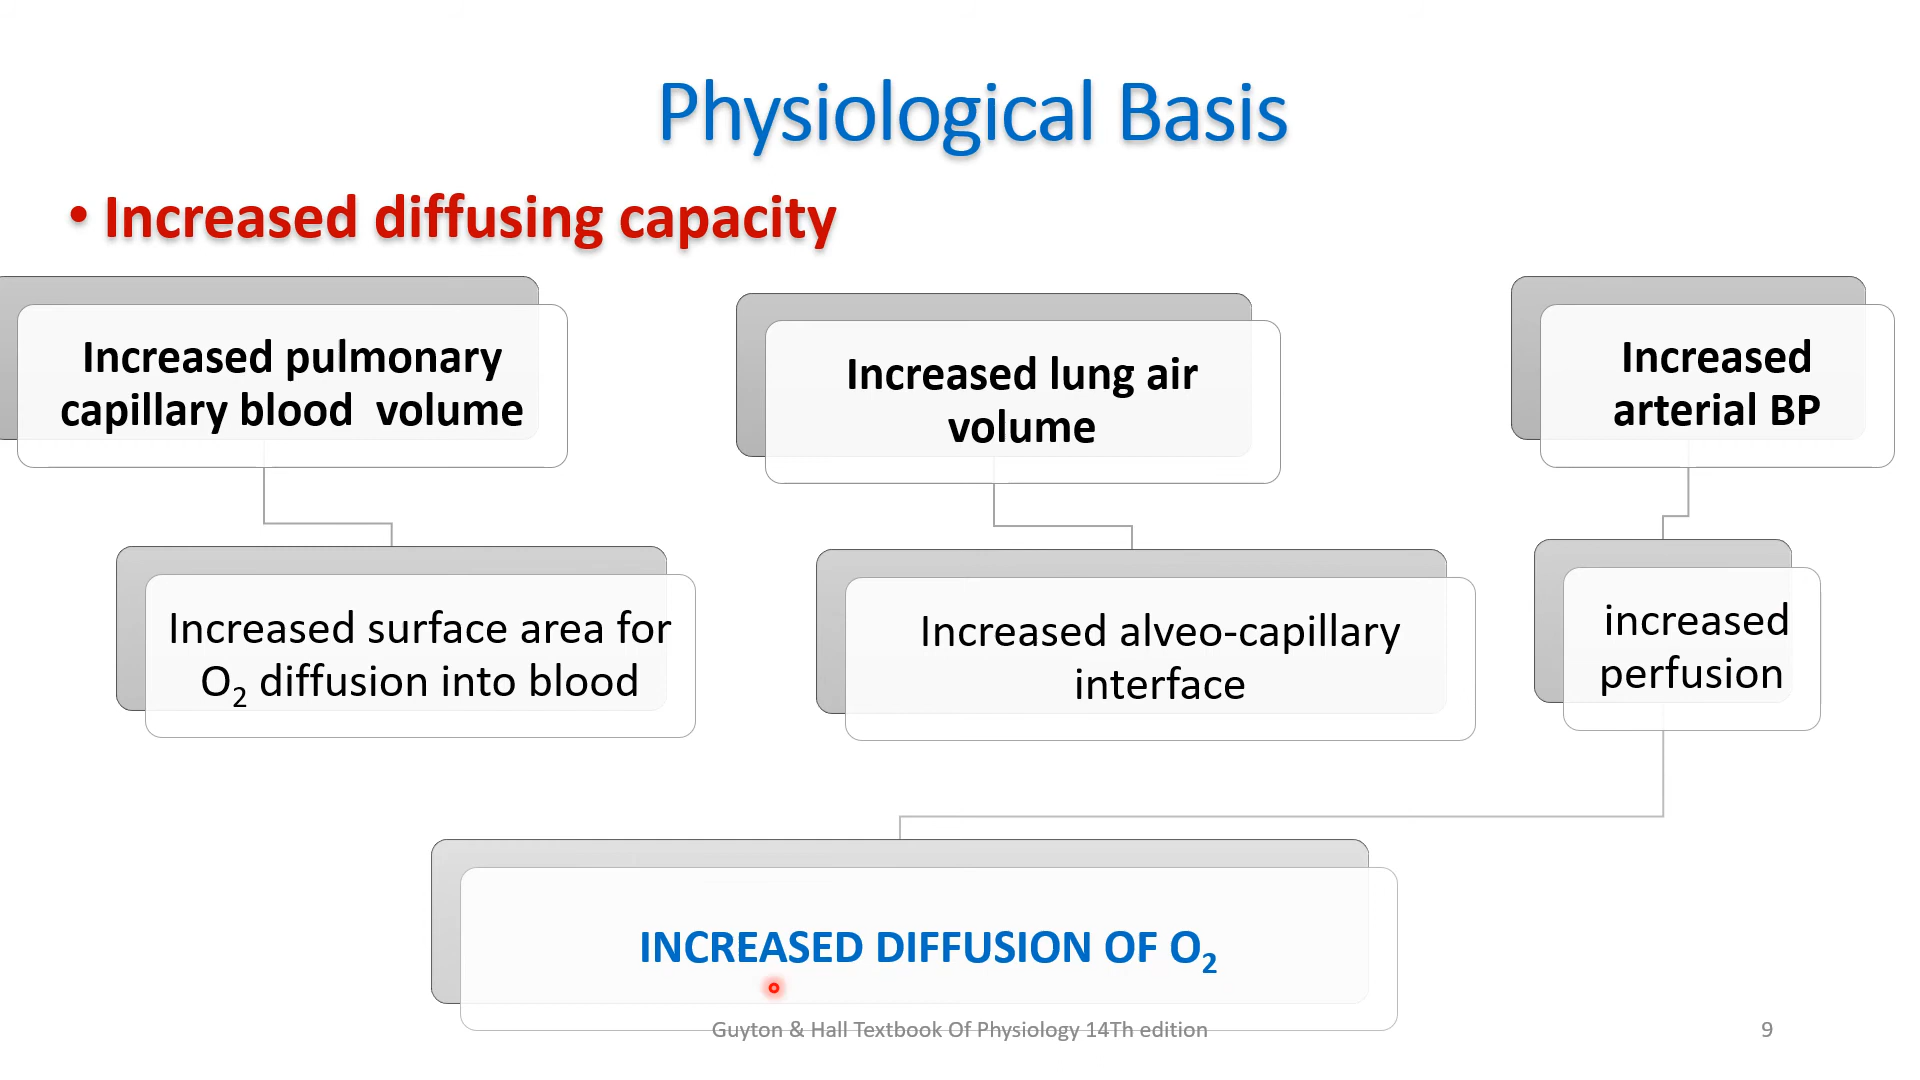 Physiological Basis
• Increased diffusing capacity
Increased pulmonary
capillary blood volume
Increased lung air
volume
Increased
arterial BP
Increased surface area for
O₂ diffusion into blood
Increased alveo-capillary
interface
increased
perfusion
INCREASED DIFFUSION OF O₂
Guyton & Hall Textbook Of Physiology 14Th edition
9